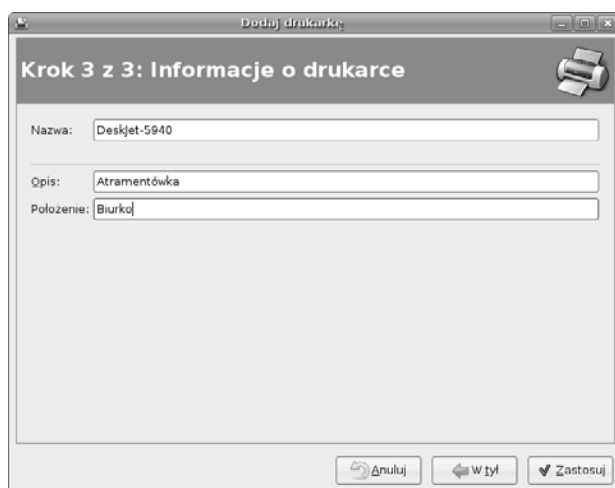 Dodaj drukarkę
Krok 3 z 3: Informacje o drukarce
Nazwa: DeskJet-5940
Opis: Atramentówka
Położenie: Biurko
Anuluj W tył Zastosuj